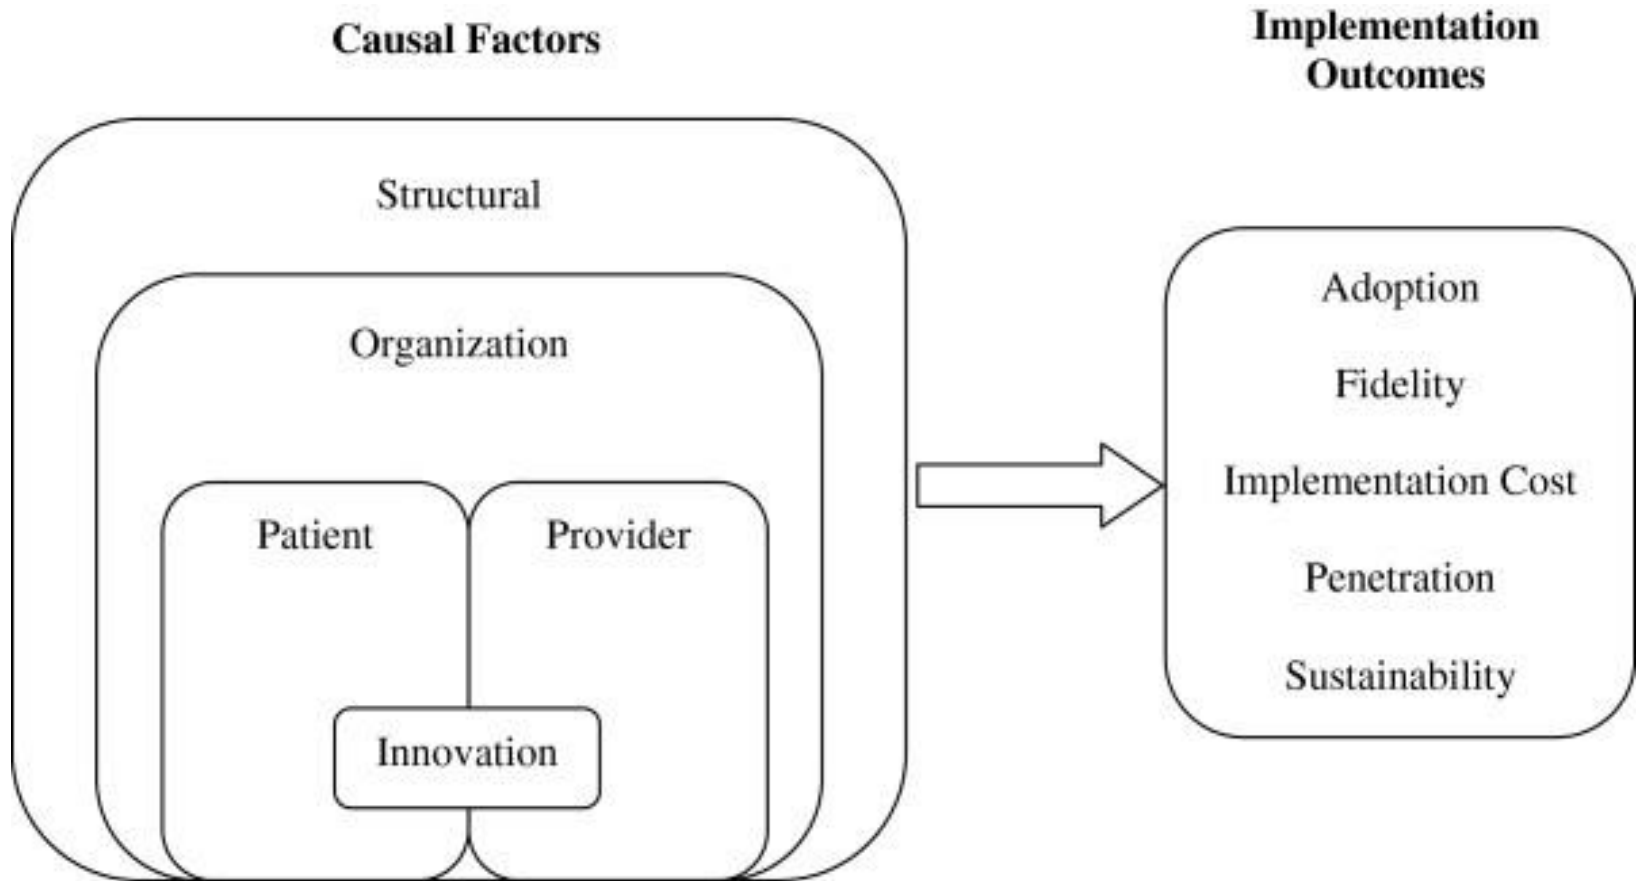 Causal Factors
Implementation
Outcomes
Structural
Organization
Patient
Provider
Innovation
Adoption
Fidelity
Implementation Cost
Penetration
Sustainability